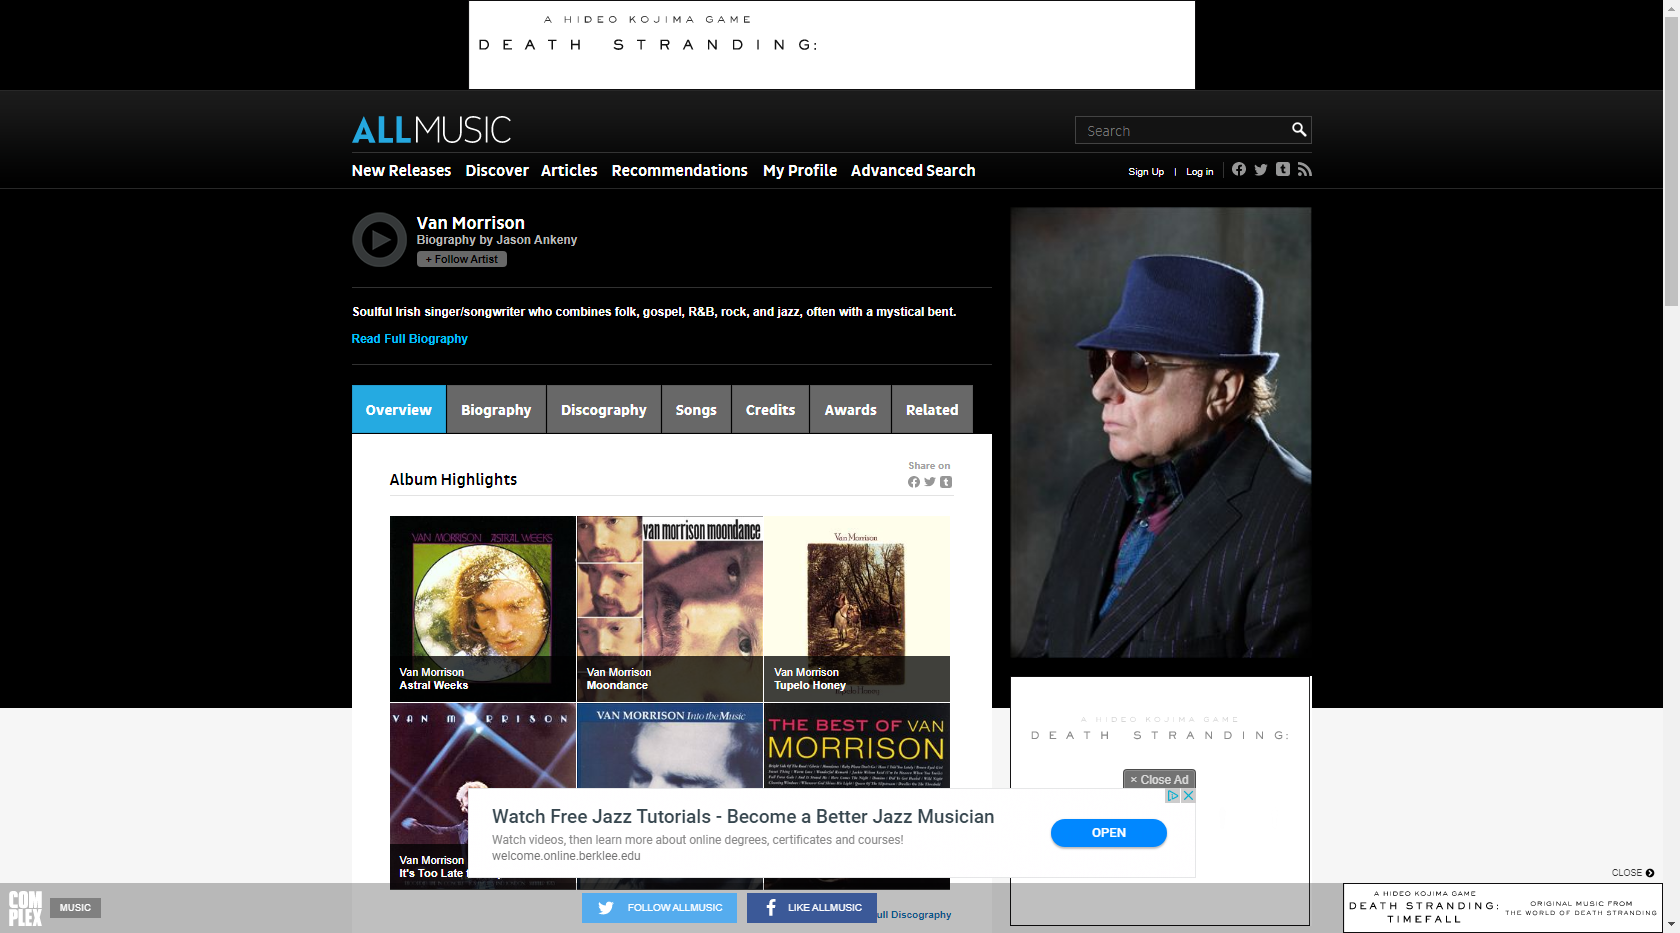 A HIDEO KOJIMA GAME
DEATH STRANDING:
ALLMUSIC
Search
New Releases Discover Articles Recommendations My Profile Advanced Search
Sign Up | Log in
Van Morrison
Biography by Jason Ankeny
+ Follow Artist
Soulful Irish singer/songwriter who combines folk, gospel, R&B, rock, and jazz, often with a mystical bent.
Read Full Biography
Overview Biography Discography Songs Credits Awards Related
Album Highlights
Share on
VAN MORRISON ASTRAL WEEKS
Van Morrison
Astral Weeks
van morrison moondance
Van Morrison
Moondance
Van Morrison
Van Morrison
Tupelo Honey
Tupelo Honey
VAN MORRISON
Van Morrison
It's Too Late
VAN MORRISON Into the Music
THE BEST OF VAN
MORRISON
A HIDEO KOJIMA GAME
DEATH STRANDING:
× Close Ad
Watch Free Jazz Tutorials - Become a Better Jazz Musician
Watch videos, then learn more about online degrees, certificates and courses!
welcome.online.berklee.edu
OPEN
CLOSE
COM
PLEX
MUSIC
FOLLOW ALLMUSIC
LIKE ALLMUSIC
ull Discography
A HIDEO KOJIMA GAME
DEATH STRANDING:
TIMEFALL
ORIGINAL MUSIC FROM
THE WORLD OF DEATH STRANDING